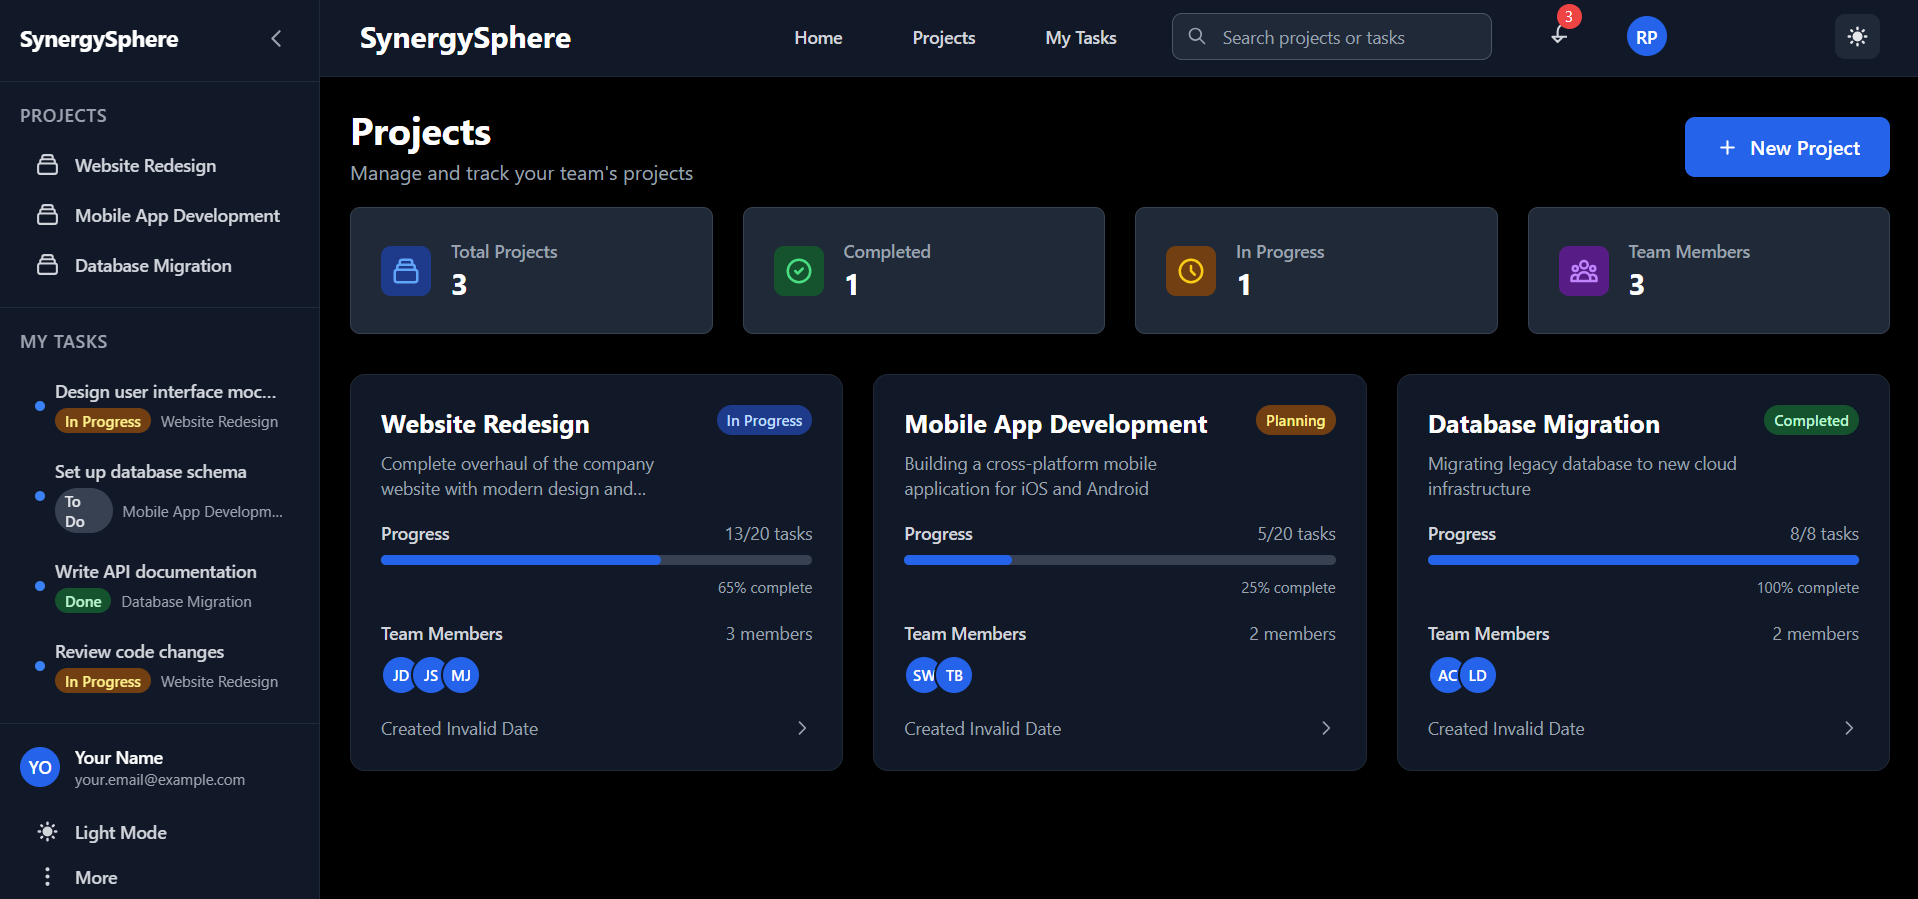 SynergySphere
PROJECTS
Website Redesign
Mobile App Development
Database Migration
MY TASKS
Design user interface moc...
In Progress Website Redesign
Set up database schema
To
Do
Mobile App Developm...
Write API documentation
Done Database Migration
Review code changes
In Progress Website Redesign
YO
Your Name
your.email@example.com
Light Mode
More
SynergySphere
Home
Projects
My Tasks
Search projects or tasks
3
RP
Projects
Manage and track your team's projects
+ New Project
Total Projects
3
Completed
1
In Progress
1
Team Members
3
Website Redesign
In Progress
Complete overhaul of the company
website with modern design and...
Progress 13/20 tasks
65% complete
Team Members 3 members
JD JS MJ
Created Invalid Date
Mobile App Development
Planning
Building a cross-platform mobile
application for iOS and Android
Progress 5/20 tasks
25% complete
Team Members 2 members
SW TB
Created Invalid Date
Database Migration
Completed
Migrating legacy database to new cloud
infrastructure
Progress 8/8 tasks
100% complete
Team Members 2 members
AC LD
Created Invalid Date